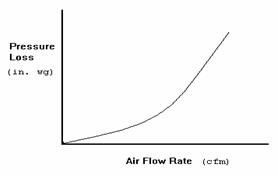 Pressure
Loss
(in. wg)
Air Flow Rate (cfm)